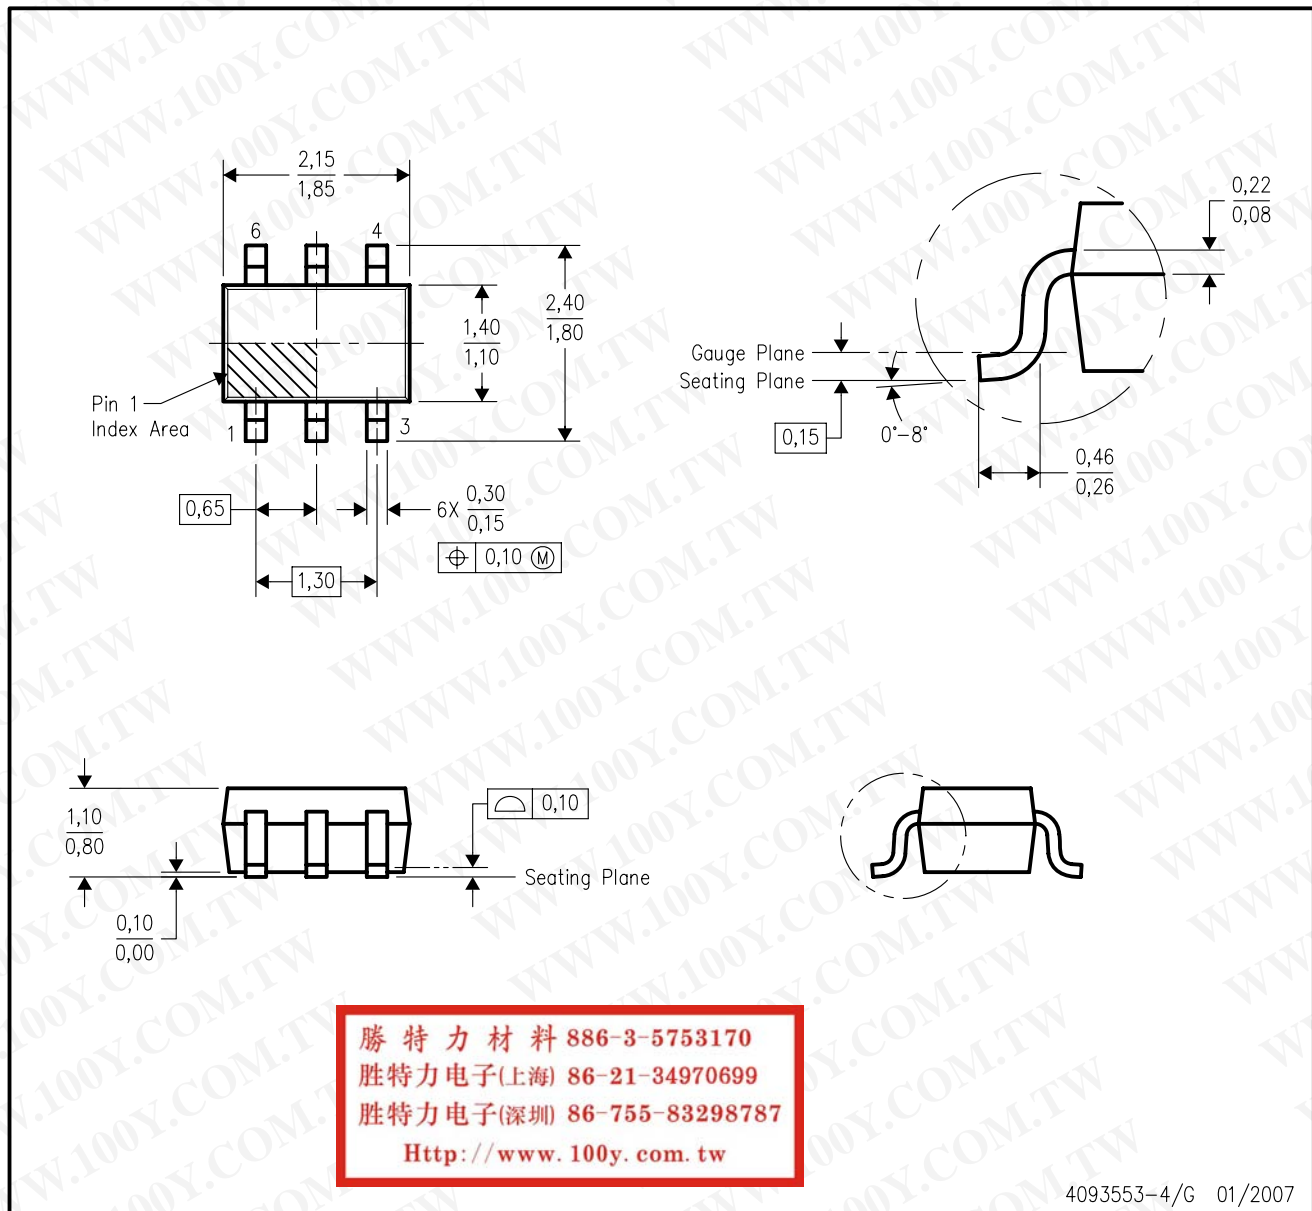 2,15
1,85
6
4
2,40
1,80
1,40
1,10
Pin 1
Index Area
1
3
0,65
6X 0,30
0,15
⌖ 0,10 Ⓜ
1,30
0,22
0,08
Gauge Plane
Seating Plane
0,15
0°–8°
0,46
0,26
1,10
0,80
0,10
0,00
⌓ 0,10
Seating Plane
勝特力材料 886-3-5753170
胜特力电子(上海) 86-21-34970699
胜特力电子(深圳) 86-755-83298787
Http://www.100y.com.tw
4093553-4/G 01/2007
WWW.100Y.COM.TW